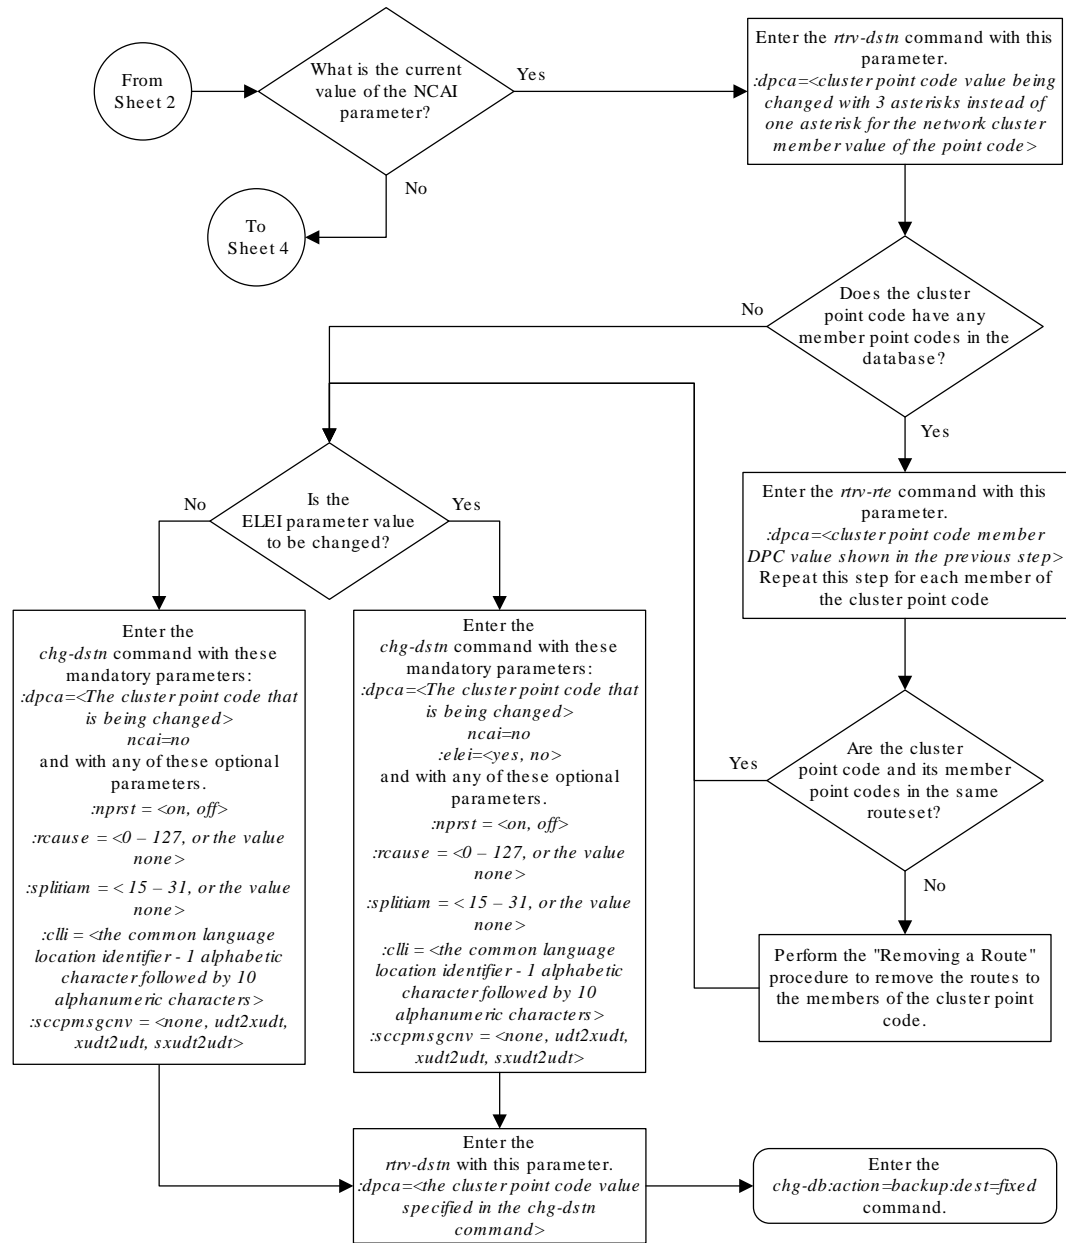 From
Sheet 2
What is the current
value of the NCAI
parameter?
Yes
No
To
Sheet 4
Enter the rtrv-dstn command with this
parameter.
:dpca=<cluster point code value being
changed with 3 asterisks instead of
one asterisk for the network cluster
member value of the point code>
Does the cluster
point code have any
member point codes in the
database?
No
Yes
Enter the rtrv-rte command with this
parameter.
:dpca=<cluster point code member
DPC value shown in the previous step>
Repeat this step for each member of
the cluster point code
Are the cluster
point code and its member
point codes in the same
routeset?
Yes
No
Perform the "Removing a Route"
procedure to remove the routes to
the members of the cluster point
code.
Is the
ELEI parameter value
to be changed?
No
Yes
Enter the
chg-dstn command with these
mandatory parameters:
:dpca=<The cluster point code that
is being changed>
ncai=no
and with any of these optional
parameters.
:nprst = <on, off>
:rcause = <0 – 127, or the value
none>
:splitiam = < 15 – 31, or the value
none>
:clli = <the common language
location identifier - 1 alphabetic
character followed by 10
alphanumeric characters>
:sccpmsgcnv = <none, udt2xudt,
xudt2udt, sxudt2udt>
Enter the
chg-dstn command with these
mandatory parameters:
:dpca=<The cluster point code that
is being changed>
ncai=no
:elei=<yes, no>
and with any of these optional
parameters.
:nprst = <on, off>
:rcause = <0 – 127, or the value
none>
:splitiam = < 15 – 31, or the value
none>
:clli = <the common language
location identifier - 1 alphabetic
character followed by 10
alphanumeric characters>
:sccpmsgcnv = <none, udt2xudt,
xudt2udt, sxudt2udt>
Enter the
rtrv-dstn with this parameter.
:dpca=<the cluster point code value
specified in the chg-dstn
command>
Enter the
chg-db:action=backup:dest=fixed
command.